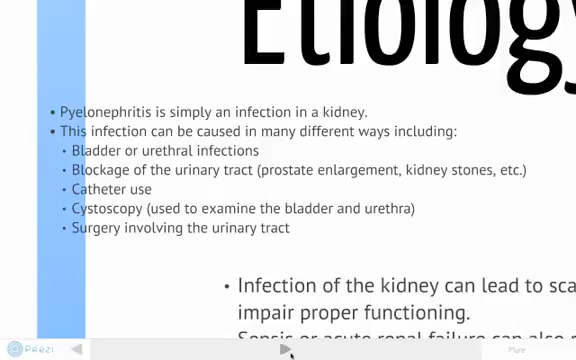 Etiology
• Pyelonephritis is simply an infection in a kidney.
• This infection can be caused in many different ways including:
• Bladder or urethral infections
• Blockage of the urinary tract (prostate enlargement, kidney stones, etc.)
• Catheter use
• Cystoscopy (used to examine the bladder and urethra)
• Surgery involving the urinary tract
• Infection of the kidney can lead to sca
impair proper functioning.
Sepsis or acute renal failure can also
Prezi
More